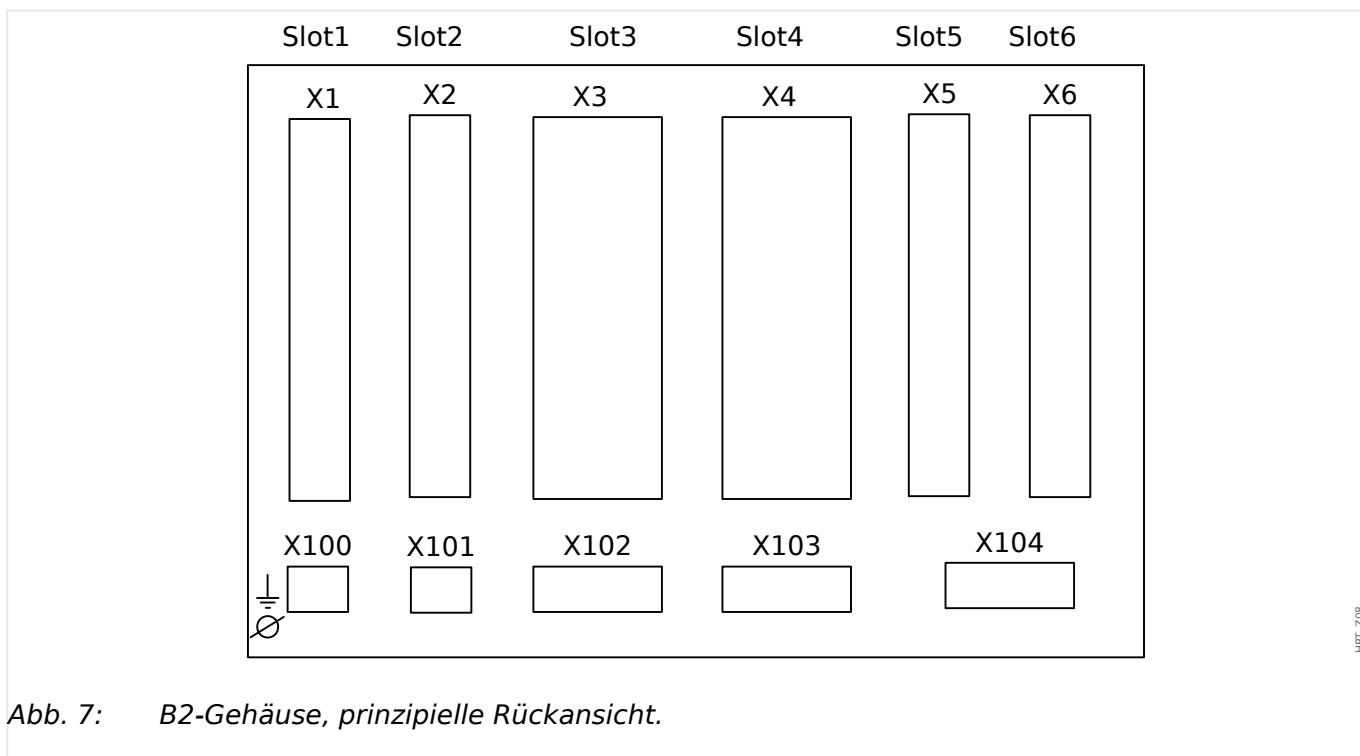 Slot1 Slot2 Slot3 Slot4 Slot5 Slot6
X1 X2 X3 X4 X5 X6
X100 X101 X102 X103 X104
Abb. 7: B2-Gehäuse, prinzipielle Rückansicht.